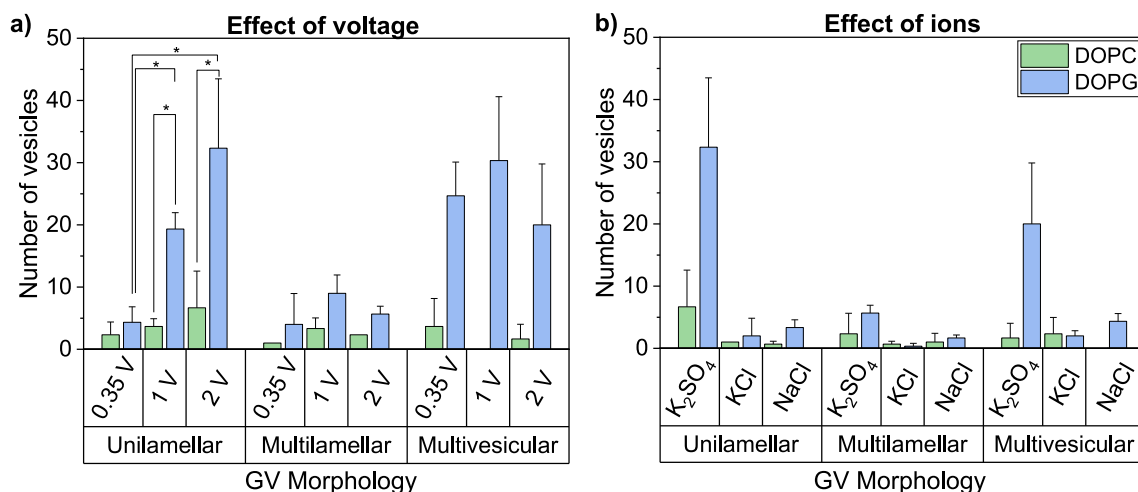 a)
Effect of voltage
50
40
30
20
10
0
Number of vesicles
* *
*
*
*
0.35 V 1 V 2 V 0.35 V 1 V 2 V 0.35 V 1 V 2 V
Unilamellar Multilamellar Multivesicular
GV Morphology
b)
Effect of ions
50
40
30
20
10
0
Number of vesicles
DOPC
DOPG
K₂SO₄ KCl NaCl K₂SO₄ KCl NaCl K₂SO₄ KCl NaCl
Unilamellar Multilamellar Multivesicular
GV Morphology